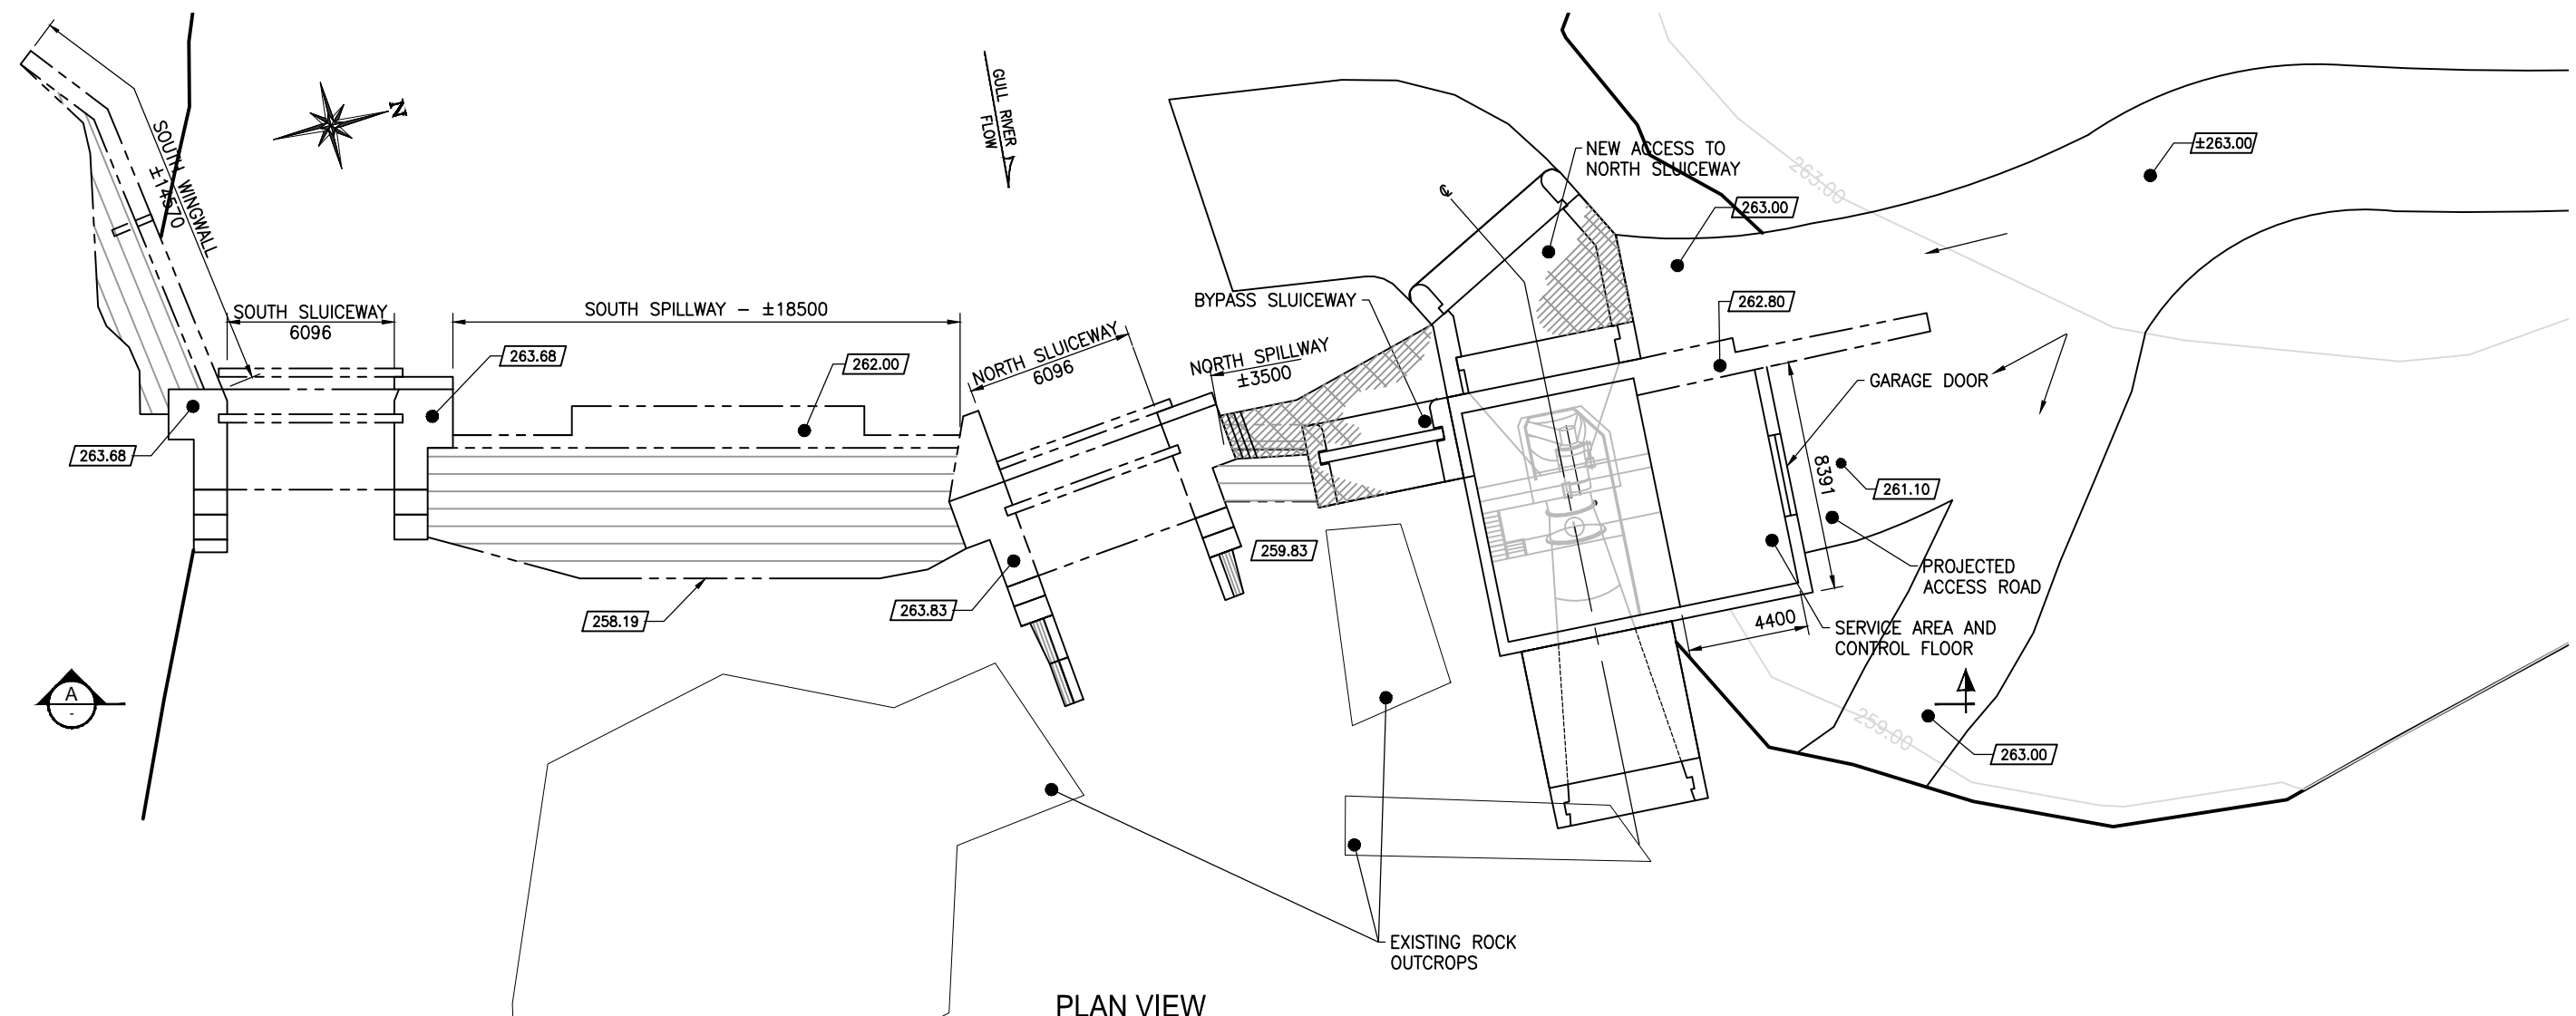 N
GULL RIVER
FLOW
SOUTH WINGWALL
±14570
SOUTH SLUICEWAY
6096
SOUTH SPILLWAY - ±18500
NORTH SLUICEWAY
6096
NORTH SPILLWAY
±3500
BYPASS SLUICEWAY
NEW ACCESS TO
NORTH SLUICEWAY
℄
263.00
±263.00
263.00
262.80
263.68
262.00
263.68
GARAGE DOOR
8391
261.10
259.83
PROJECTED
ACCESS ROAD
258.19
263.83
4400
SERVICE AREA AND
CONTROL FLOOR
A
-
259.00
263.00
EXISTING ROCK
OUTCROPS
PLAN VIEW